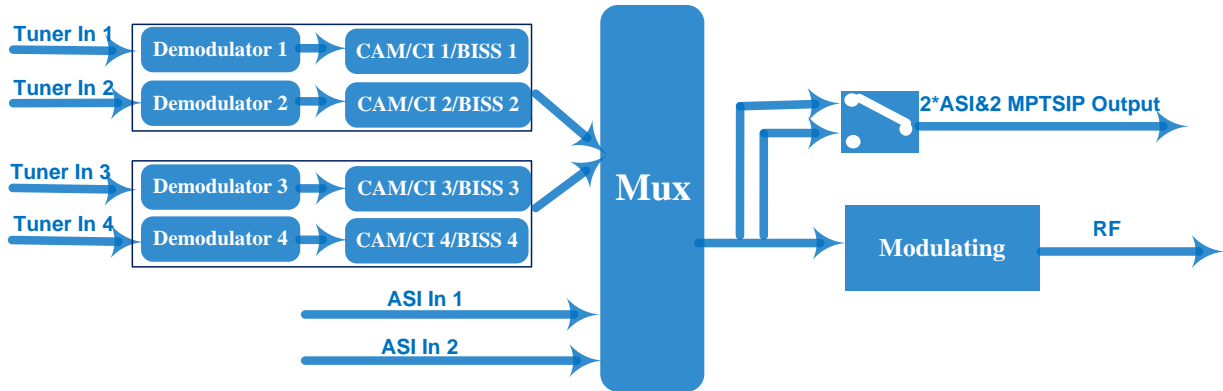 Tuner In 1
Demodulator 1
CAM/CI 1/BISS 1
Tuner In 2
Demodulator 2
CAM/CI 2/BISS 2
Tuner In 3
Demodulator 3
CAM/CI 3/BISS 3
Tuner In 4
Demodulator 4
CAM/CI 4/BISS 4
ASI In 1
ASI In 2
Mux
2*ASI&2 MPTSIP Output
Modulating
RF